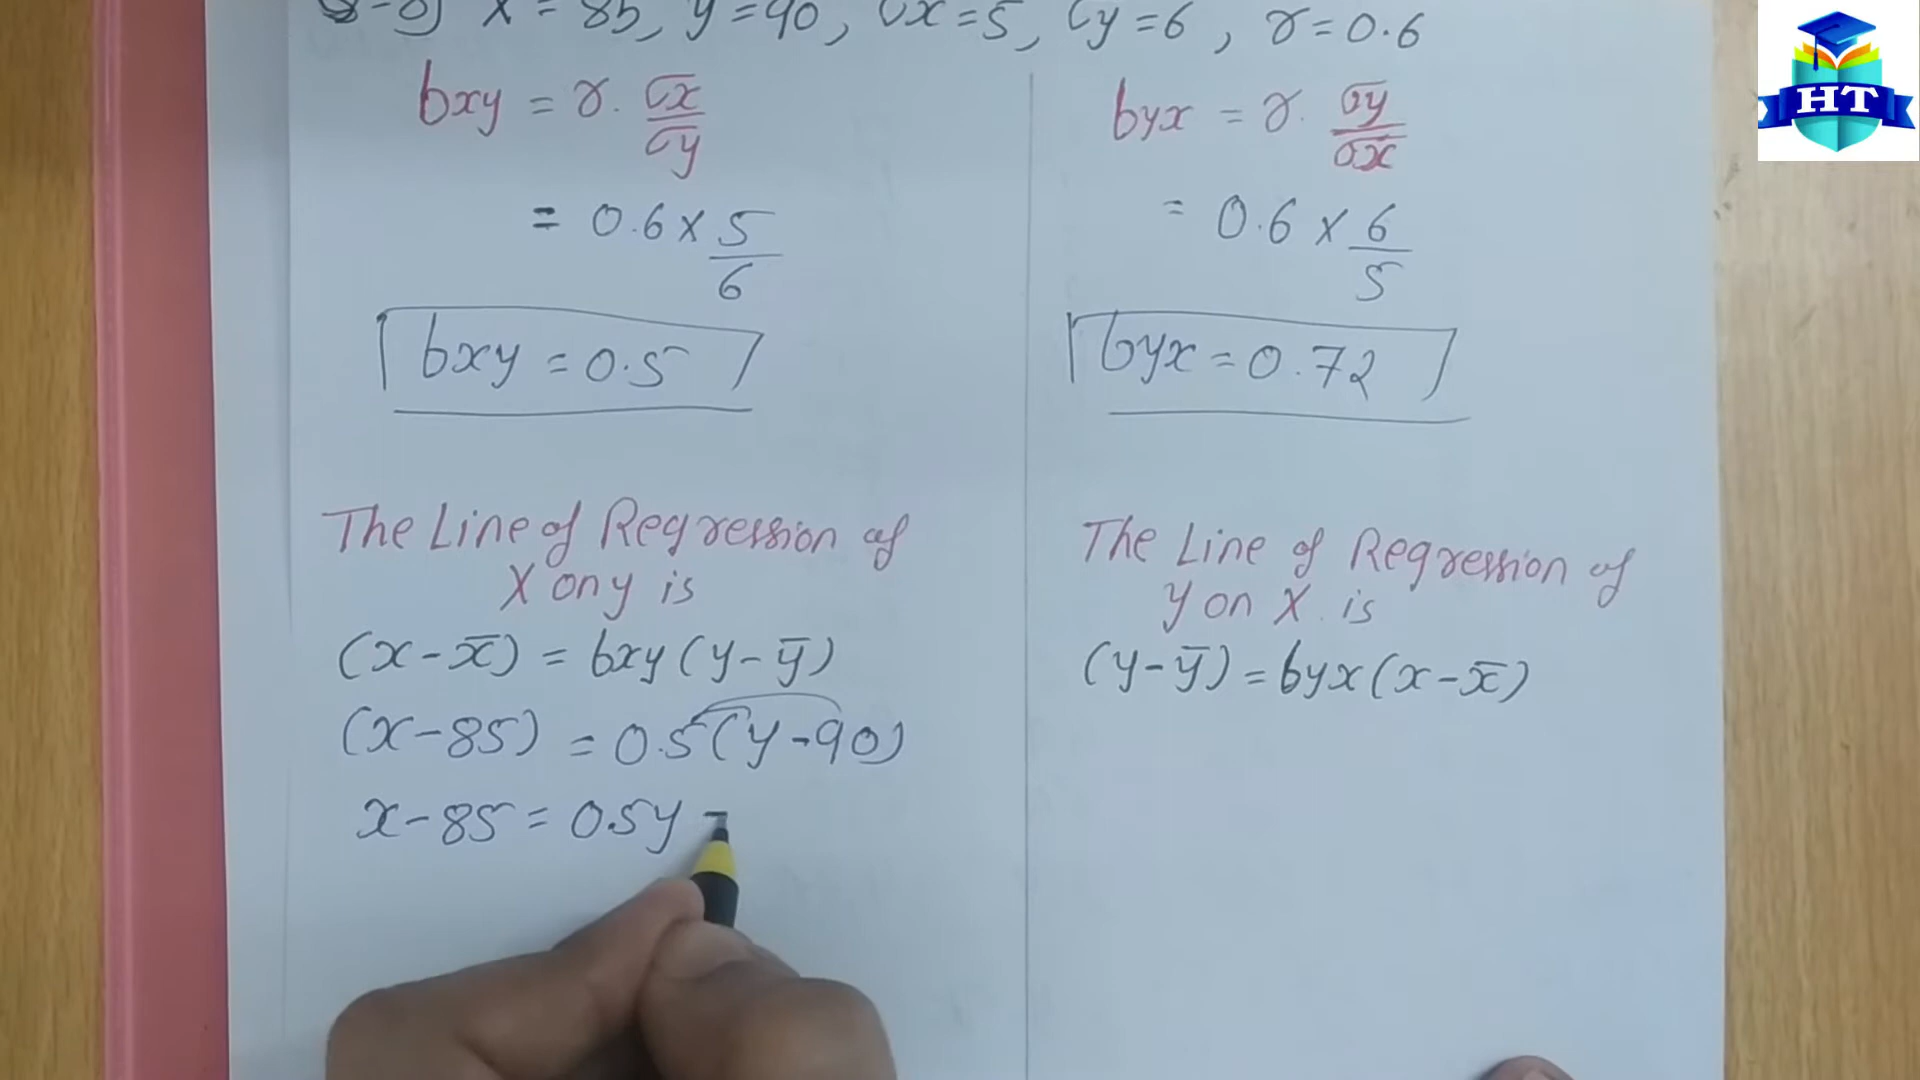 x = 85, y = 90, σx = 5, σy = 6, r = 0.6
HT
bxy = r. σx/σy
= 0.6 × 5/6
bxy = 0.5
The Line of Regression of
X on y is
(x - x̄) = bxy (y - ȳ)
(x - 85) = 0.5 (y - 90)
x - 85 = 0.5y -
byx = r. σy/σx
= 0.6 × 6/5
byx = 0.72
The Line of Regression of
y on X is
(y - ȳ) = byx (x - x̄)